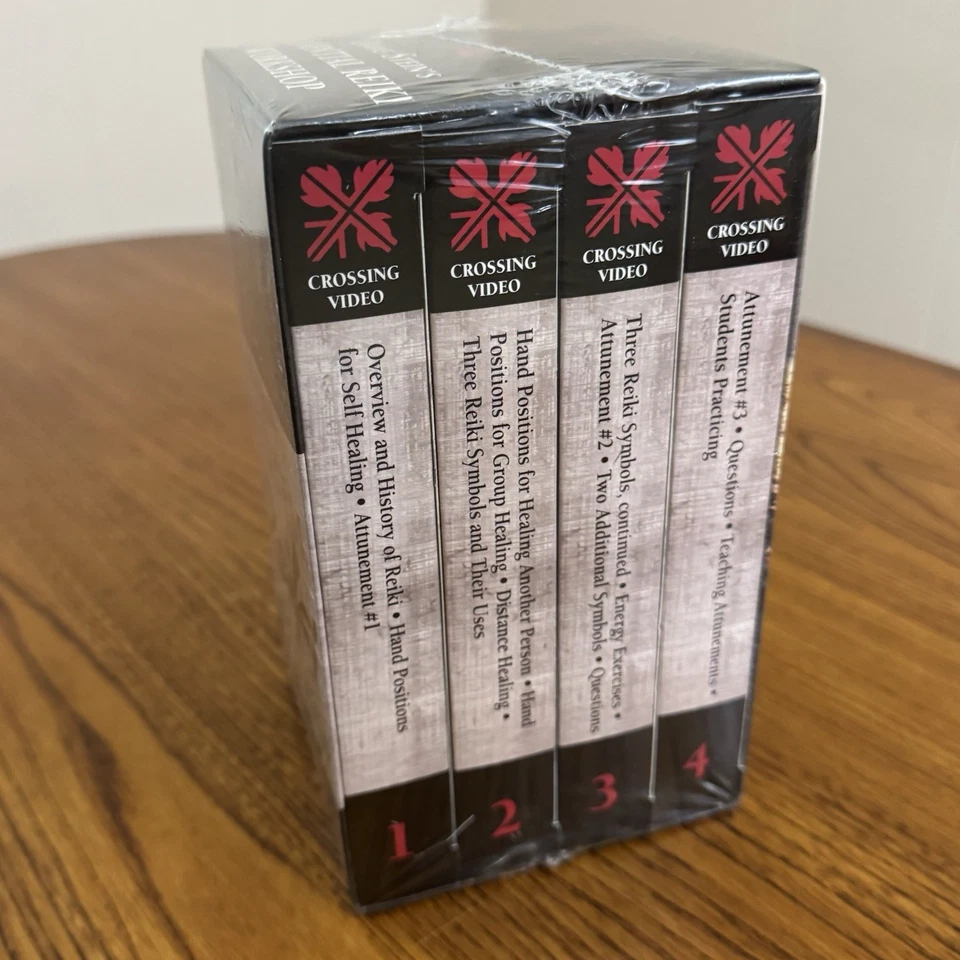 STEIN'S
REIKI
WORKSHOP
CROSSING
VIDEO
Overview and History of Reiki • Hand Positions
for Self Healing • Attunement #1
1
CROSSING
VIDEO
Hand Positions for Healing Another Person • Hand
Positions for Group Healing • Distance Healing •
Three Reiki Symbols and Their Uses
2
CROSSING
VIDEO
Three Reiki Symbols, continued • Energy Exercises •
Attunement #2 • Two Additional Symbols • Questions
3
CROSSING
VIDEO
Attunement #3 • Questions • Teaching Attunements •
Students Practicing
4